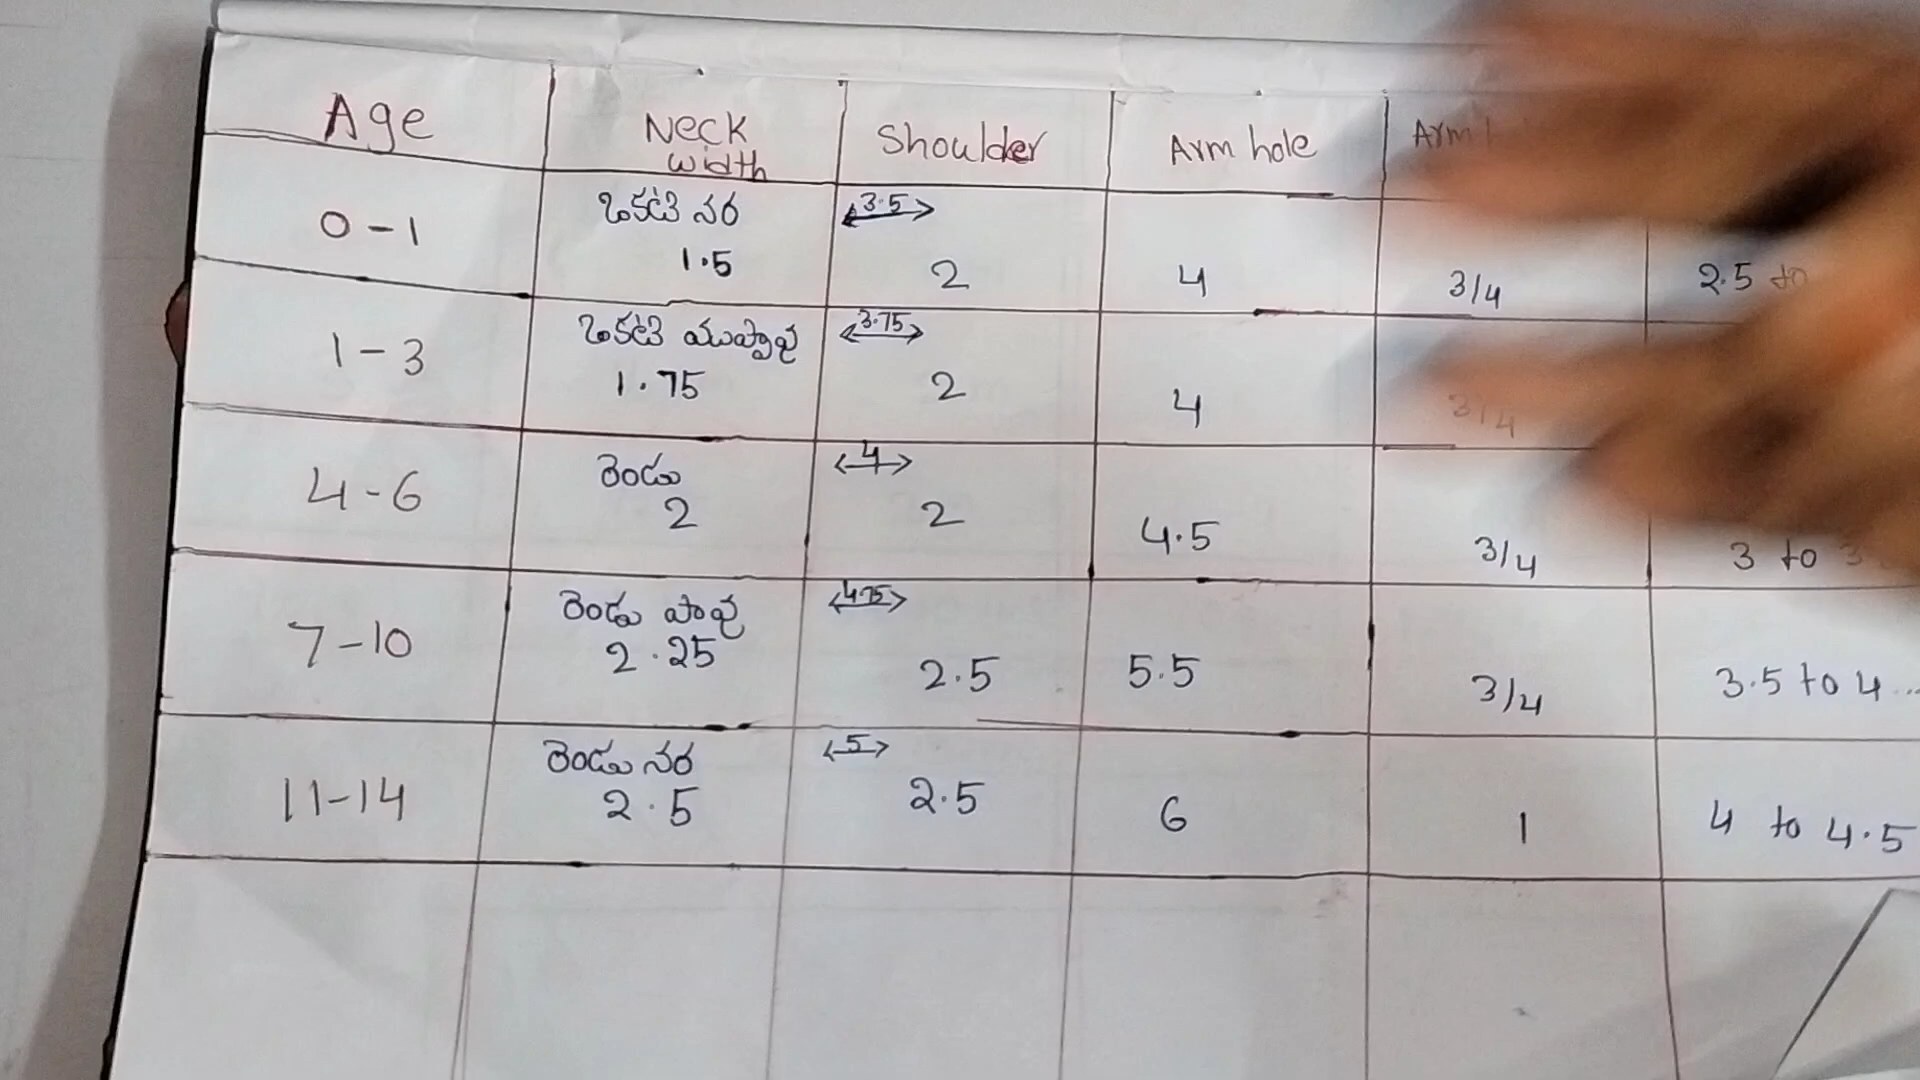 Age
Neck
width
Shoulder
Arm hole
Arm
0-1
ఒకటి నర
1.5
3.5
2
4
3/4
2.5 to
1-3
ఒకటి ముప్పావు
1.75
3.75
2
4
3/4
4-6
రెండు
2
4
2
4.5
3/4
3 to
7-10
రెండు పావు
2.25
4.75
2.5
5.5
3/4
3.5 to 4...
11-14
రెండు నర
2.5
5
2.5
6
1
4 to 4.5